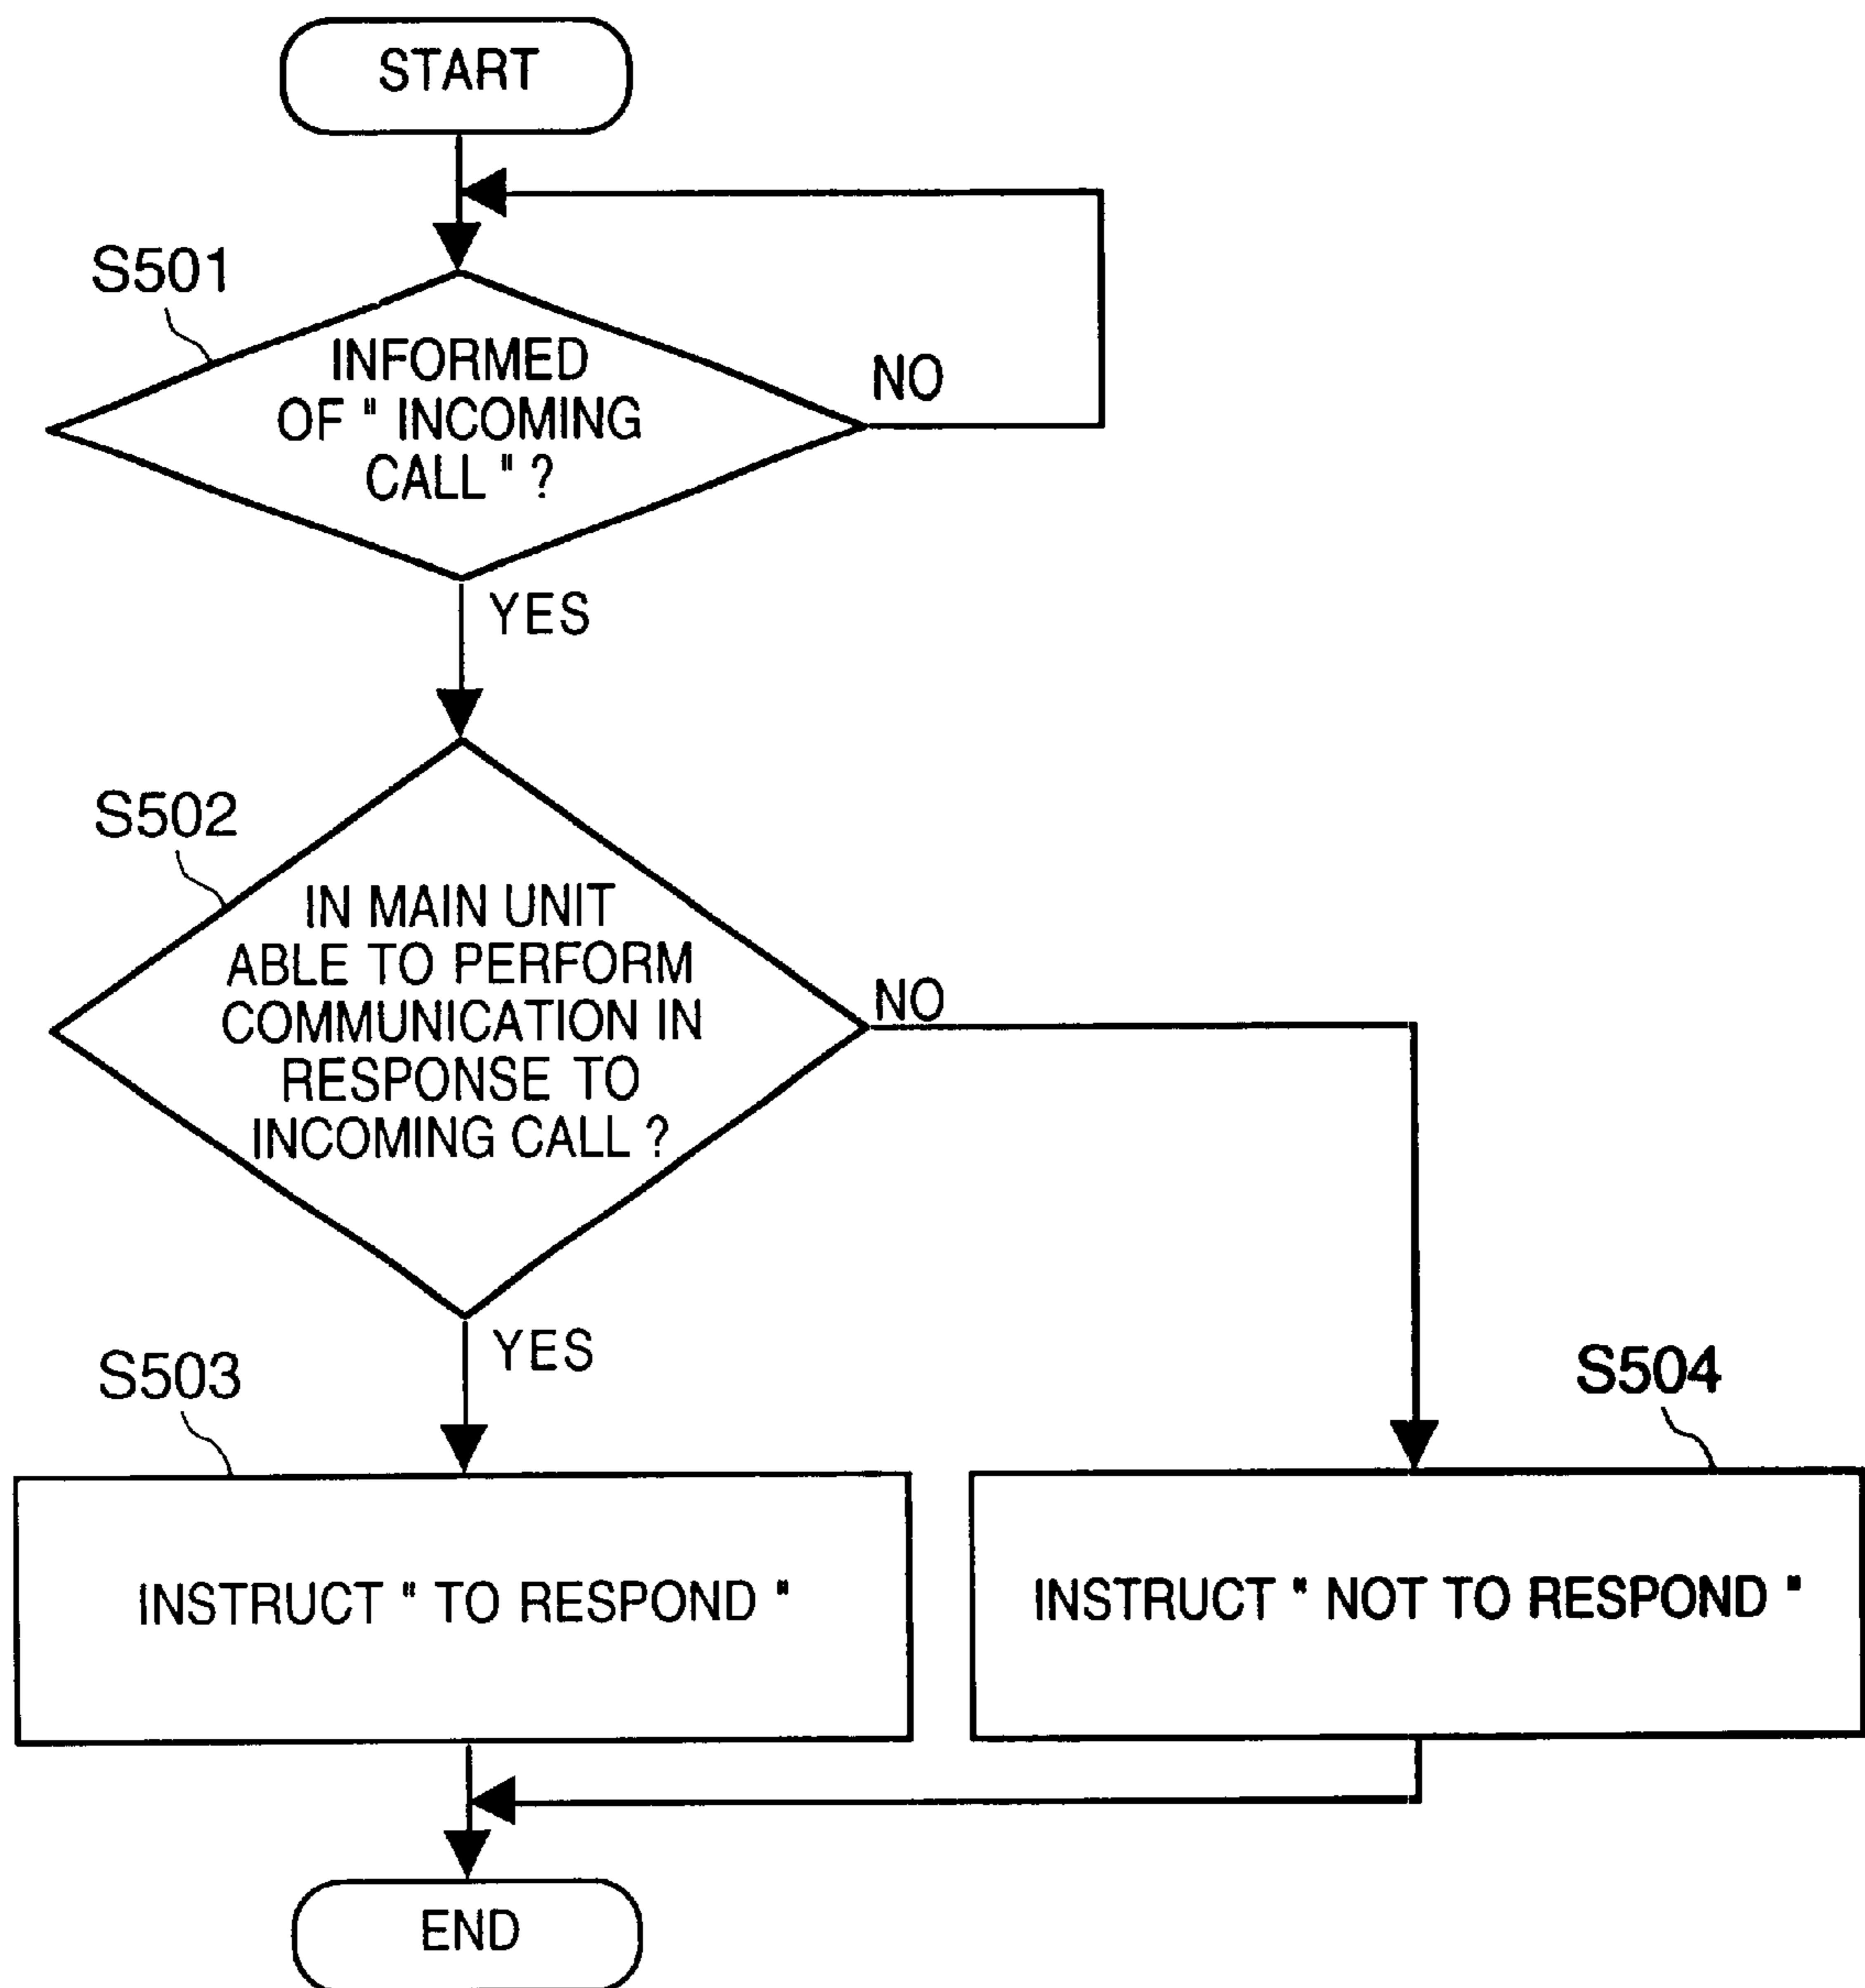 START
S501
INFORMED
OF " INCOMING
CALL " ?
NO
YES
S502
IN MAIN UNIT
ABLE TO PERFORM
COMMUNICATION IN
RESPONSE TO
INCOMING CALL ?
NO
YES
S503
S504
INSTRUCT " TO RESPOND "
INSTRUCT " NOT TO RESPOND "
END